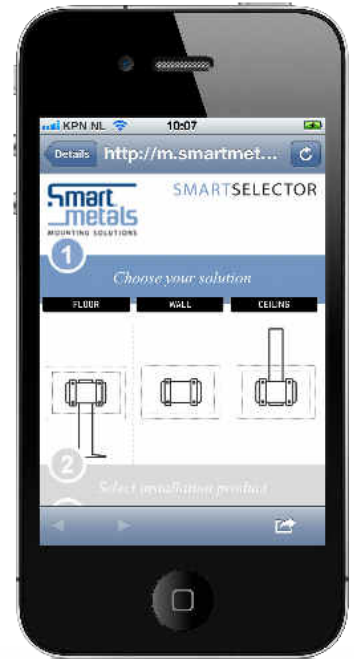 KPN NL 10:07
Details http://m.smartmet...
Smart
metals
MOUNTING SOLUTIONS
SMARTSELECTOR
1
Choose your solution
FLOOR WALL CEILING
2
Select installation product